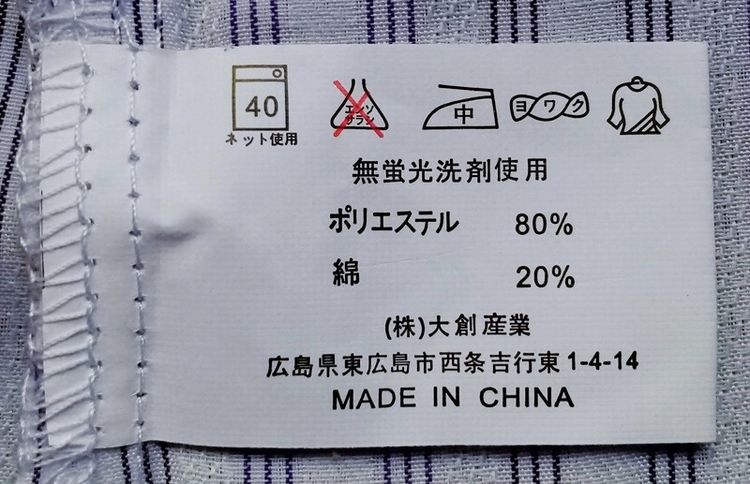 40
ネット使用
エンソ
サラシ
中
ヨワク
無蛍光洗剤使用
ポリエステル 80%
綿 20%
(株)大創産業
広島県東広島市西条吉行東1-4-14
MADE IN CHINA